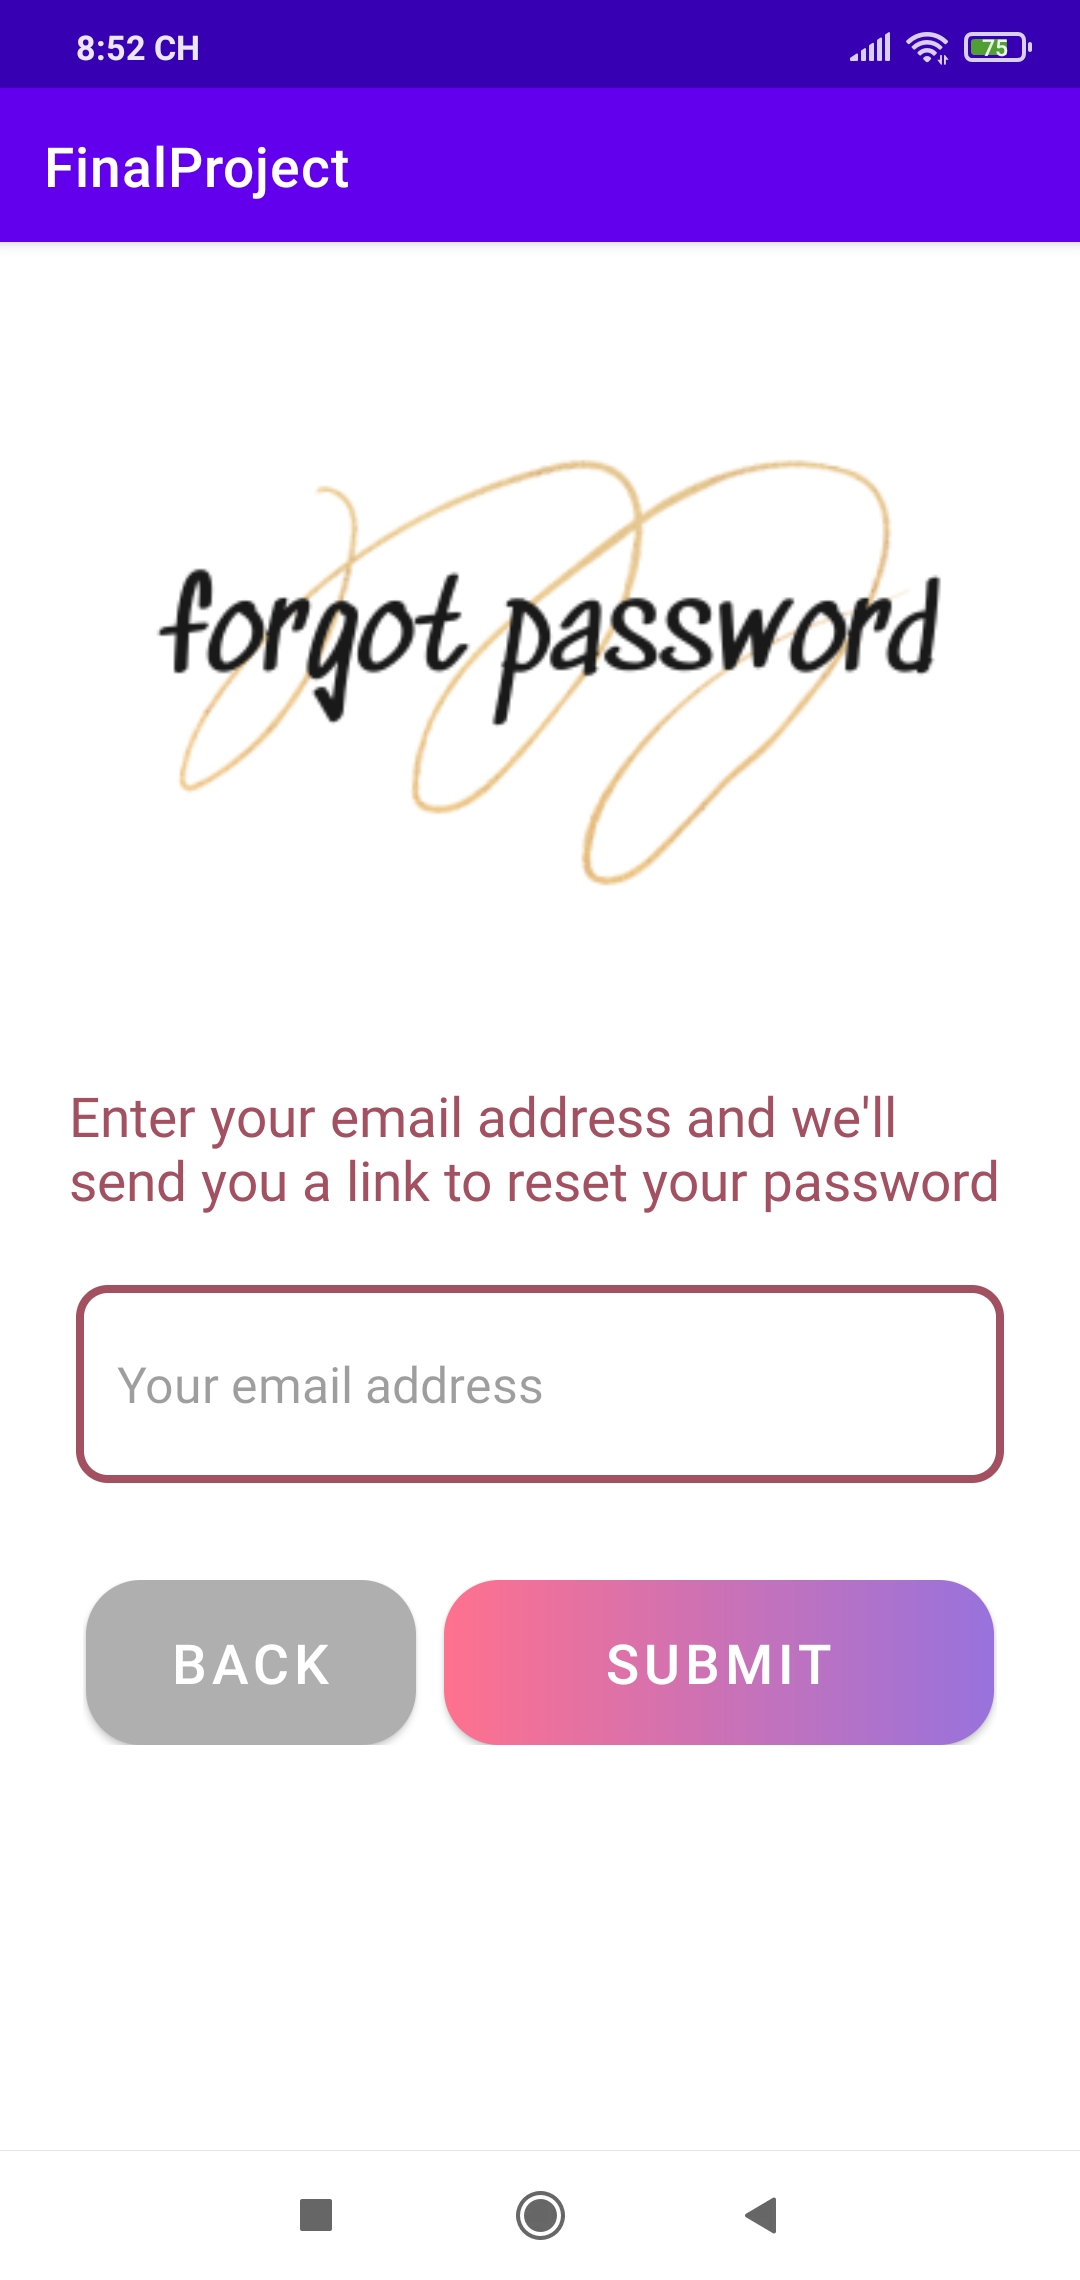 8:52 CH
75
FinalProject
forgot password
Enter your email address and we'll
send you a link to reset your password
Your email address
BACK
SUBMIT